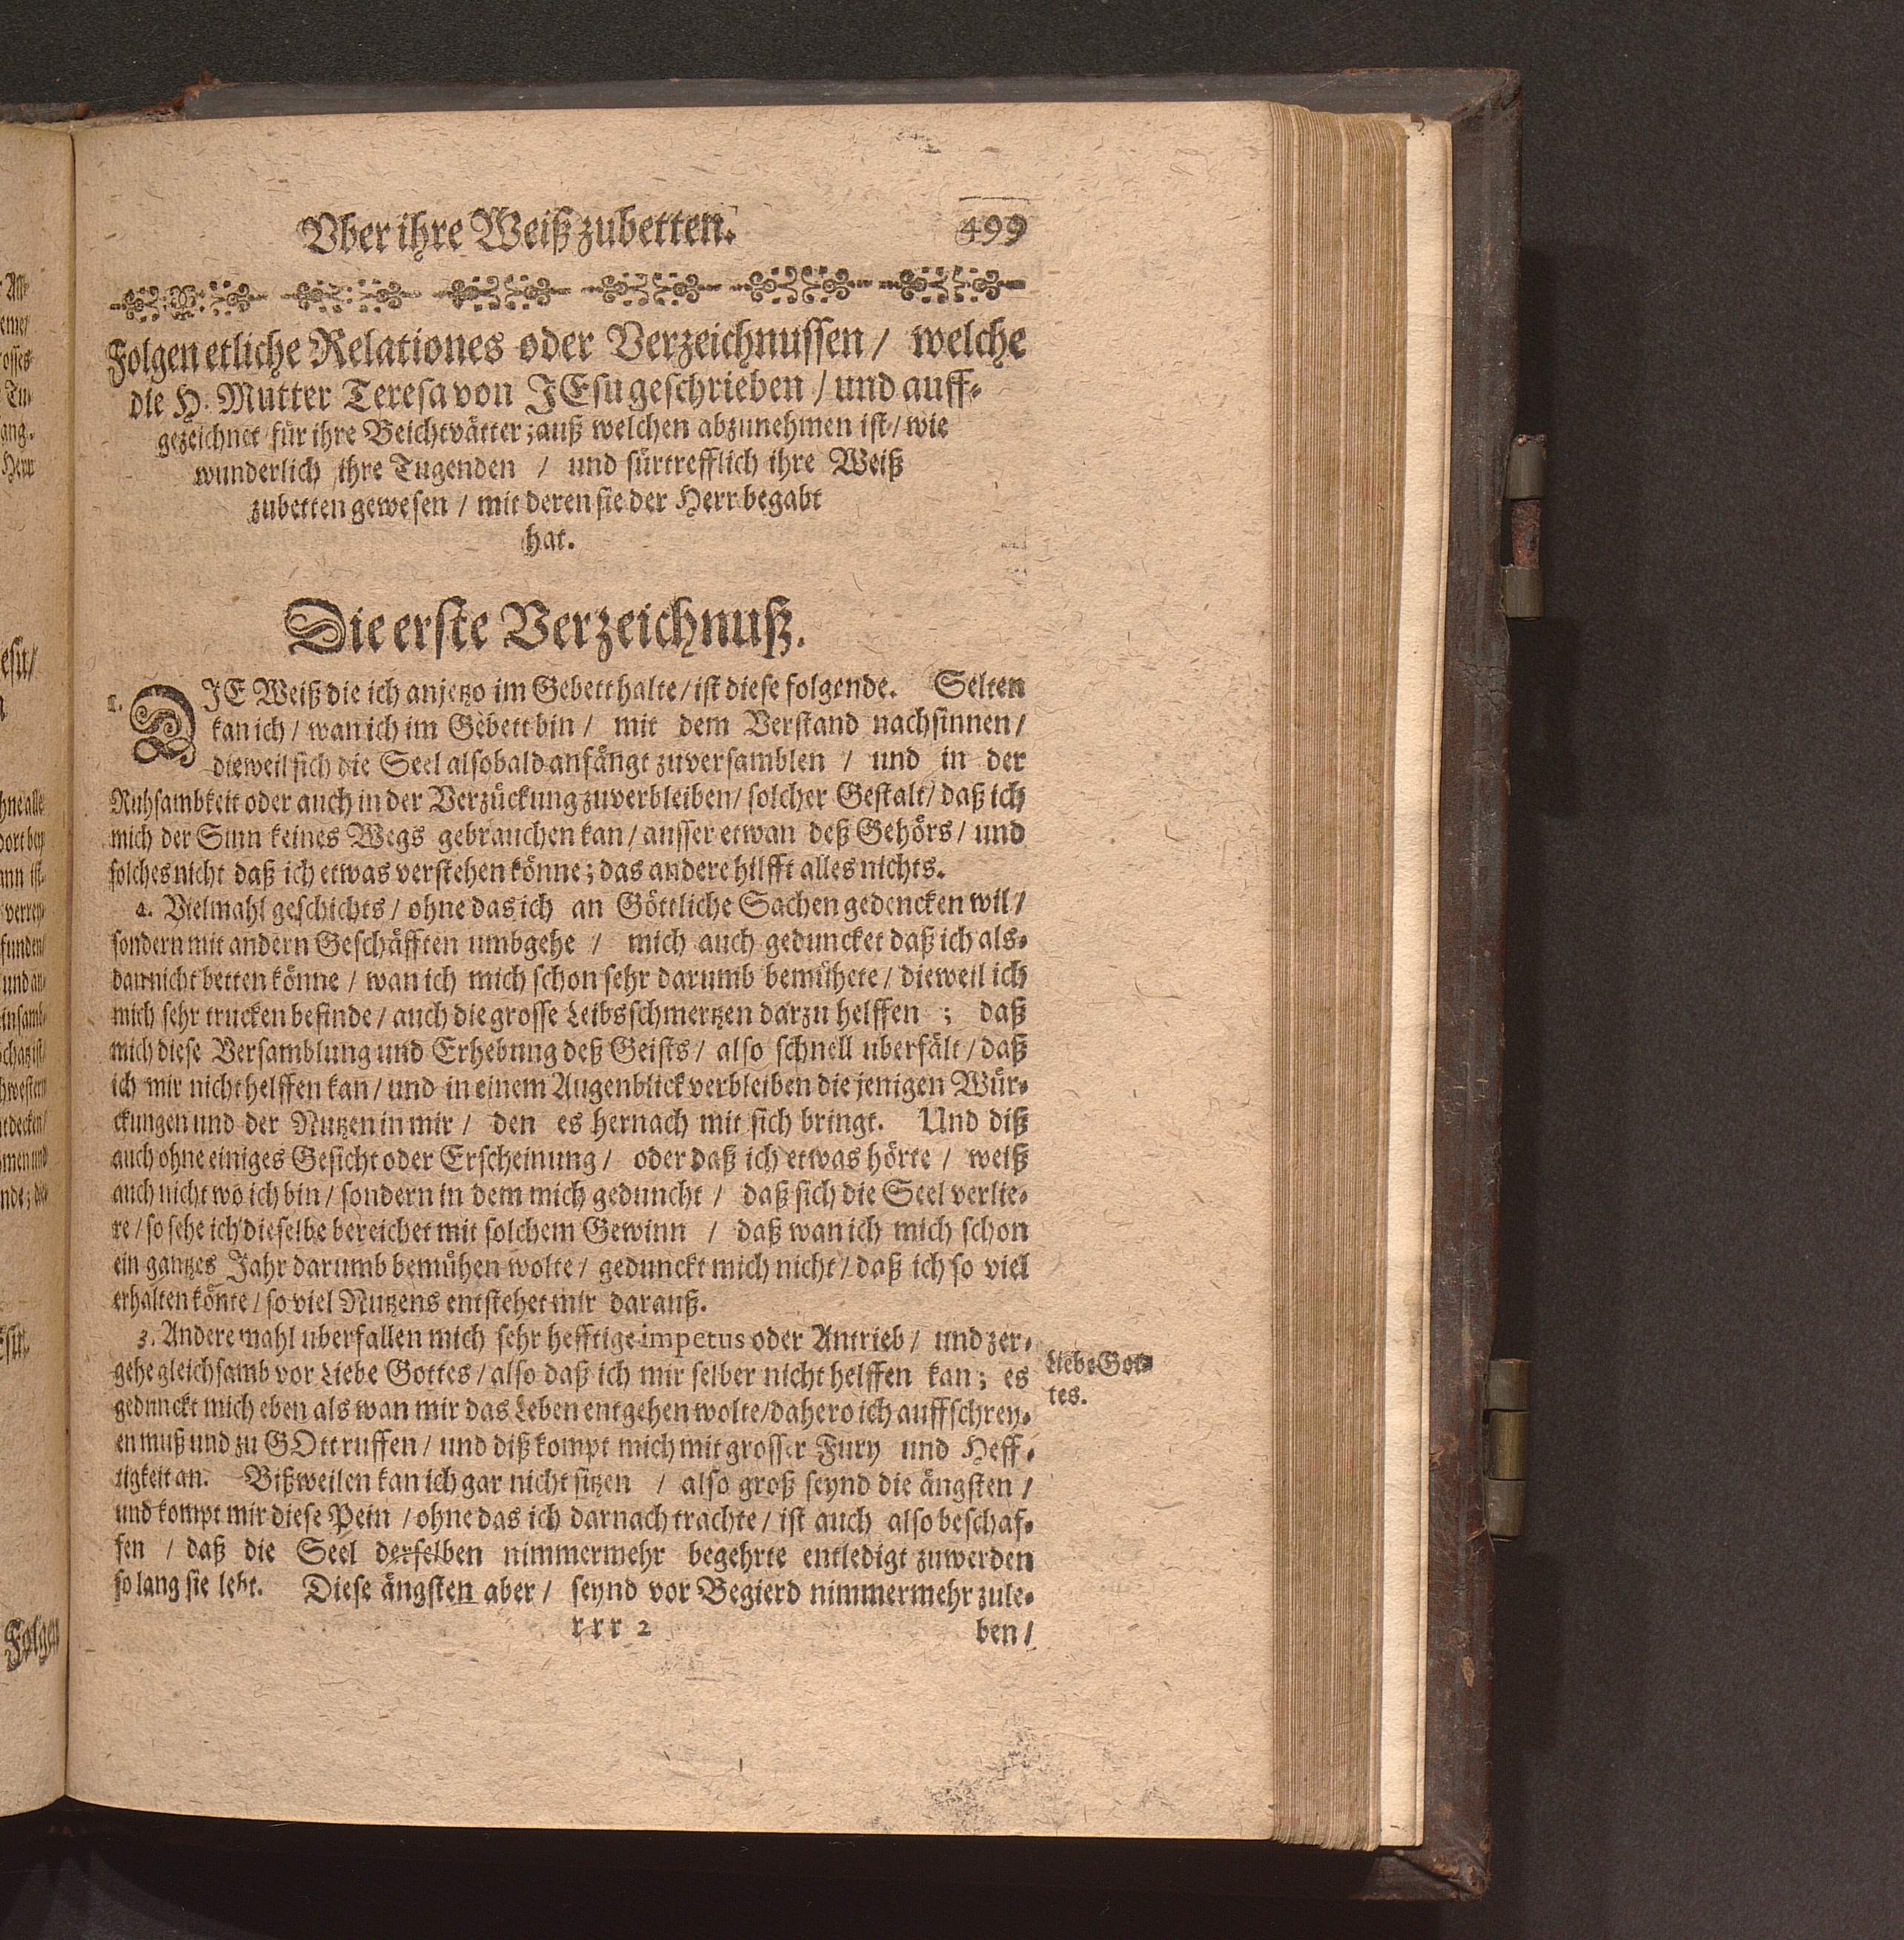 Vber ihre Weiß zubetten. 499
Folgen etliche Relationes oder Verzeichnussen / welche
die H. Mutter Teresa von JEsu geschrieben / und auff-
gezeichnet für ihre Beichtvätter; auß welchen abzunehmen ist / wie
wunderlich ihre Tugenden / und fürtrefflich ihre Weiß
zubetten gewesen / mit deren sie der Herr begabt
hat.
Die erste Verzeichnuß.
1. DJE Weiß die ich anjetzo im Gebett halte / ist diese folgende. Selten
kan ich / wan ich im Gebett bin / mit dem Verstand nachsinnen /
dieweil sich die Seel alsobald anfängt zuversamblen / und in der
Ruhsambkeit oder auch in der Verzückung zuverbleiben / solcher Gestalt / daß ich
mich der Sinn keines Wegs gebrauchen kan / ausser etwan deß Gehörs / und
solches nicht daß ich etwas verstehen könne; das andere hilfft alles nichts.
2. Vielmahl geschichts / ohne das ich an Göttliche Sachen gedencken wil /
sondern mit andern Geschäfften umbgehe / mich auch geduncket daß ich als-
dan nicht betten könne / wan ich mich schon sehr darumb bemühete / dieweil ich
mich sehr trucken befinde / auch die grosse Leibsschmertzen darzu helffen ; daß
mich diese Versamblung und Erhebung deß Geists / also schnell uberfält / daß
ich mir nicht helffen kan / und in einem Augenblick verbleiben die jenigen Wür-
ckungen und der Nutzen in mir / den es hernach mit sich bringt. Und diß
auch ohne einiges Gesicht oder Erscheinung / oder daß ich etwas hörte / weiß
auch nicht wo ich bin / sondern in dem mich geduncht / daß sich die Seel verlie-
re / so sehe ich dieselbe bereichet mit solchem Gewinn / daß wan ich mich schon
ein gantzes Jahr darumb bemühen wolte / gedunckt mich nicht / daß ich so viel
erhalten könte / so viel Nutzens entstehet mir darauß.
3. Andere mahl uberfallen mich sehr hefftige impetus oder Antrieb / und zer-
gehe gleichsamb vor Liebe Gottes / also daß ich mir selber nicht helffen kan; es
gedunckt mich eben als wan mir das Leben entgehen wolte / dahero ich auffschrey-
en muß und zu GOtt ruffen / und diß kompt mich mit grosser Fury und Heff-
tigkeit an. Bißweilen kan ich gar nicht sitzen / also groß seynd die ängsten /
und kompt mir diese Pein / ohne das ich darnach trachte / ist auch also beschaf-
fen / daß die Seel derselben nimmermehr begehrte entledigt zuwerden
so lang sie lebt. Diese ängsten aber / seynd vor Begierd nimmermehr zule-
Liebe Got-
tes.
rrr 2 ben /
Folgen